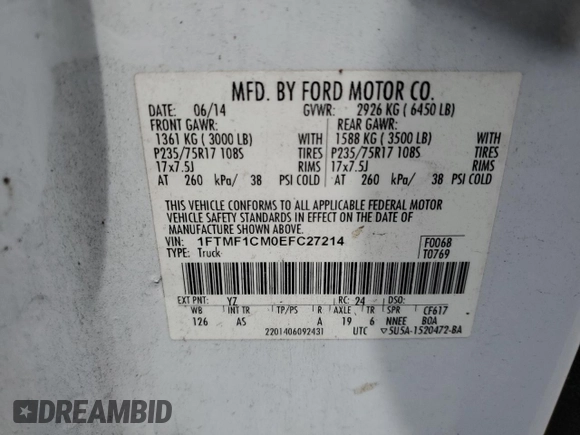 MFD. BY FORD MOTOR CO.
DATE: 06/14 GVWR: 2926 KG ( 6450 LB)
FRONT GAWR: REAR GAWR:
1361 KG ( 3000 LB) WITH 1588 KG ( 3500 LB) WITH
P235/75R17 108S TIRES P235/75R17 108S TIRES
17x7.5J RIMS 17x7.5J RIMS
AT 260 kPa/ 38 PSI COLD AT 260 kPa/ 38 PSI COLD
THIS VEHICLE CONFORMS TO ALL APPLICABLE FEDERAL MOTOR
VEHICLE SAFETY STANDARDS IN EFFECT ON THE DATE OF
MANUFACTURE SHOWN ABOVE.
VIN: 1FTMF1CM0EFC27214 F0068
TYPE: Truck T0769
EXT PNT: YZ RC: 24 DSO:
WB INT TR TP/PS R AXLE TR SPR CF617
126 AS A 19 6 NNEE BOA
2201406092431 UTC ▽5U5A-1520472-BA
DREAMBID